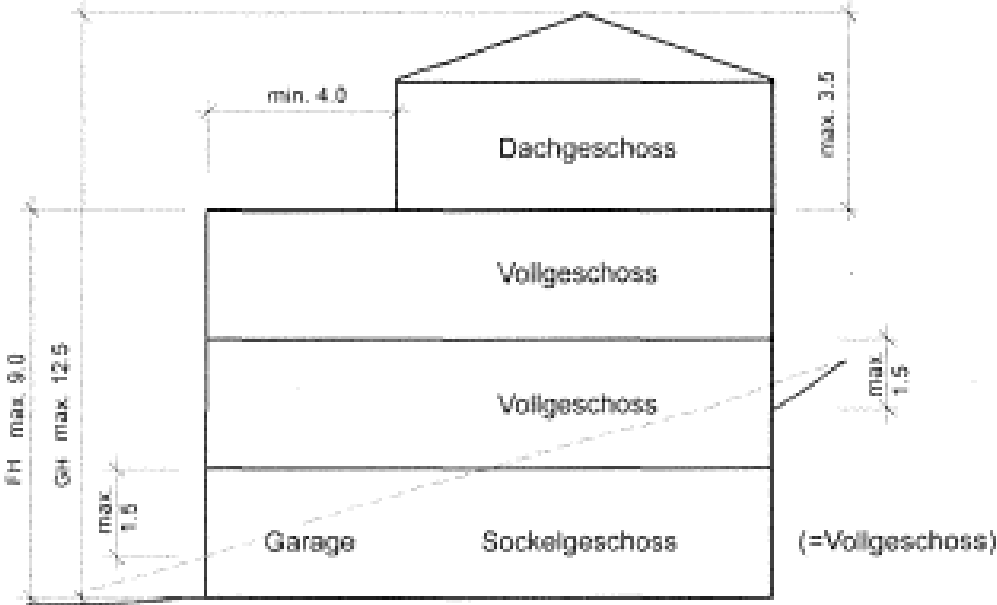 min. 4.0
max. 3.5
Dachgeschoss
Vollgeschoss
FH max. 9.0
GH max. 12.5
Vollgeschoss
max.
1.5
max.
1.5
Garage
Sockelgeschoss
(=Vollgeschoss)